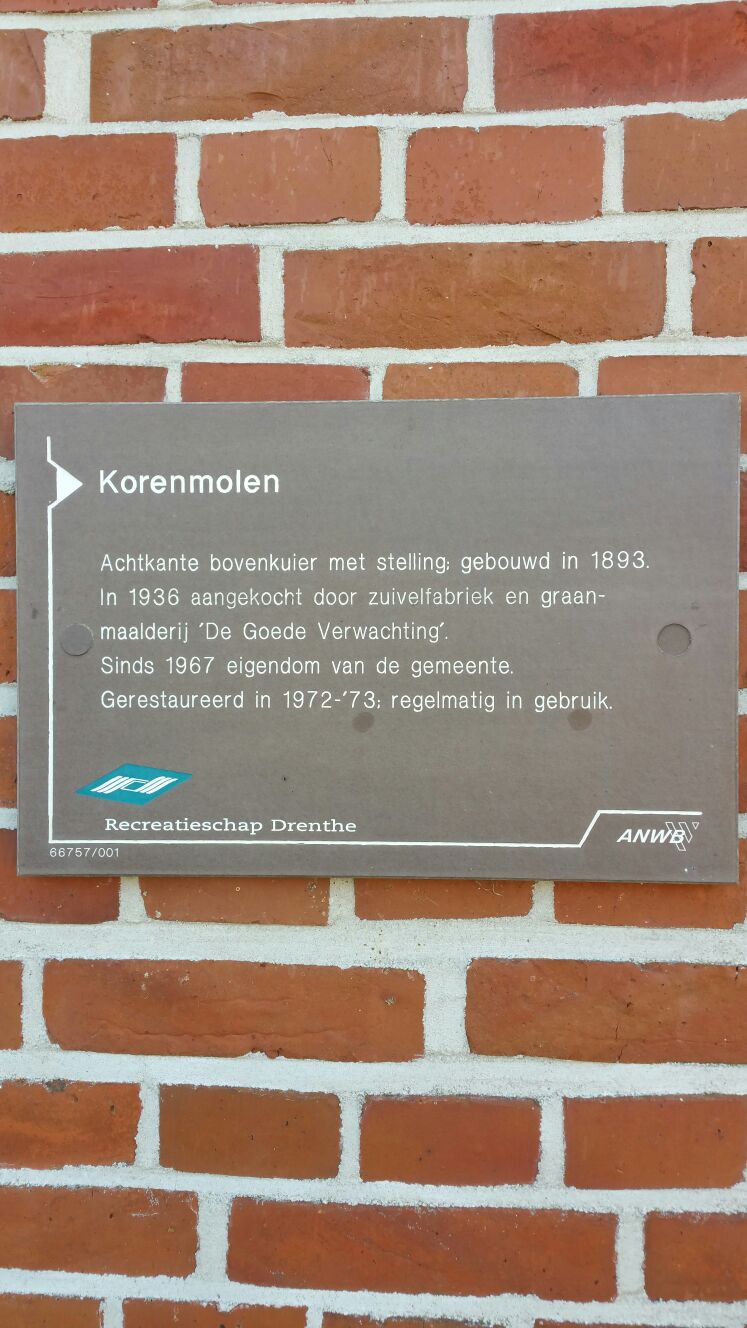 Korenmolen
Achtkante bovenkuier met stelling; gebouwd in 1893.
In 1936 aangekocht door zuivelfabriek en graan-
maalderij 'De Goede Verwachting'.
Sinds 1967 eigendom van de gemeente.
Gerestaureerd in 1972-'73; regelmatig in gebruik.
Recreatieschap Drenthe
ANWB
66757/001